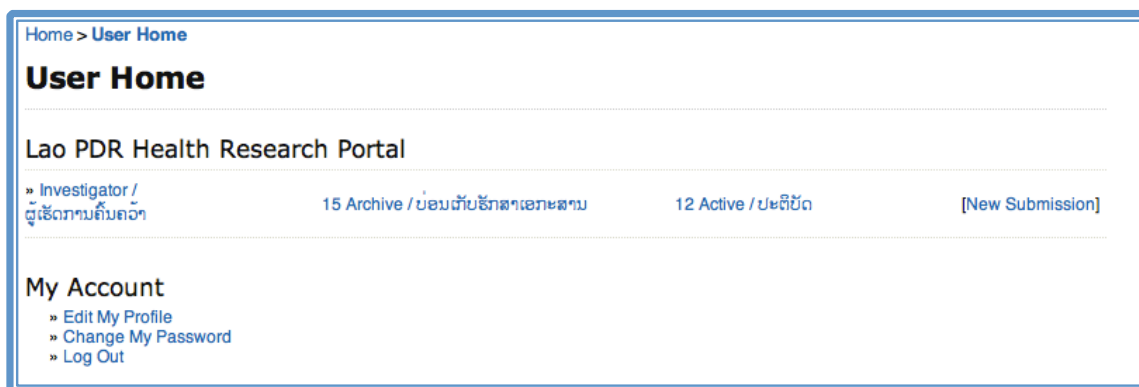 Home > User Home
User Home
Lao PDR Health Research Portal
» Investigator /
ຜູ້ເຮັດການຄົ້ນຄວ້າ
15 Archive / ບ່ອນເກັບຮັກສາເອກະສານ
12 Active / ປະຕິບັດ
[New Submission]
My Account
» Edit My Profile
» Change My Password
» Log Out